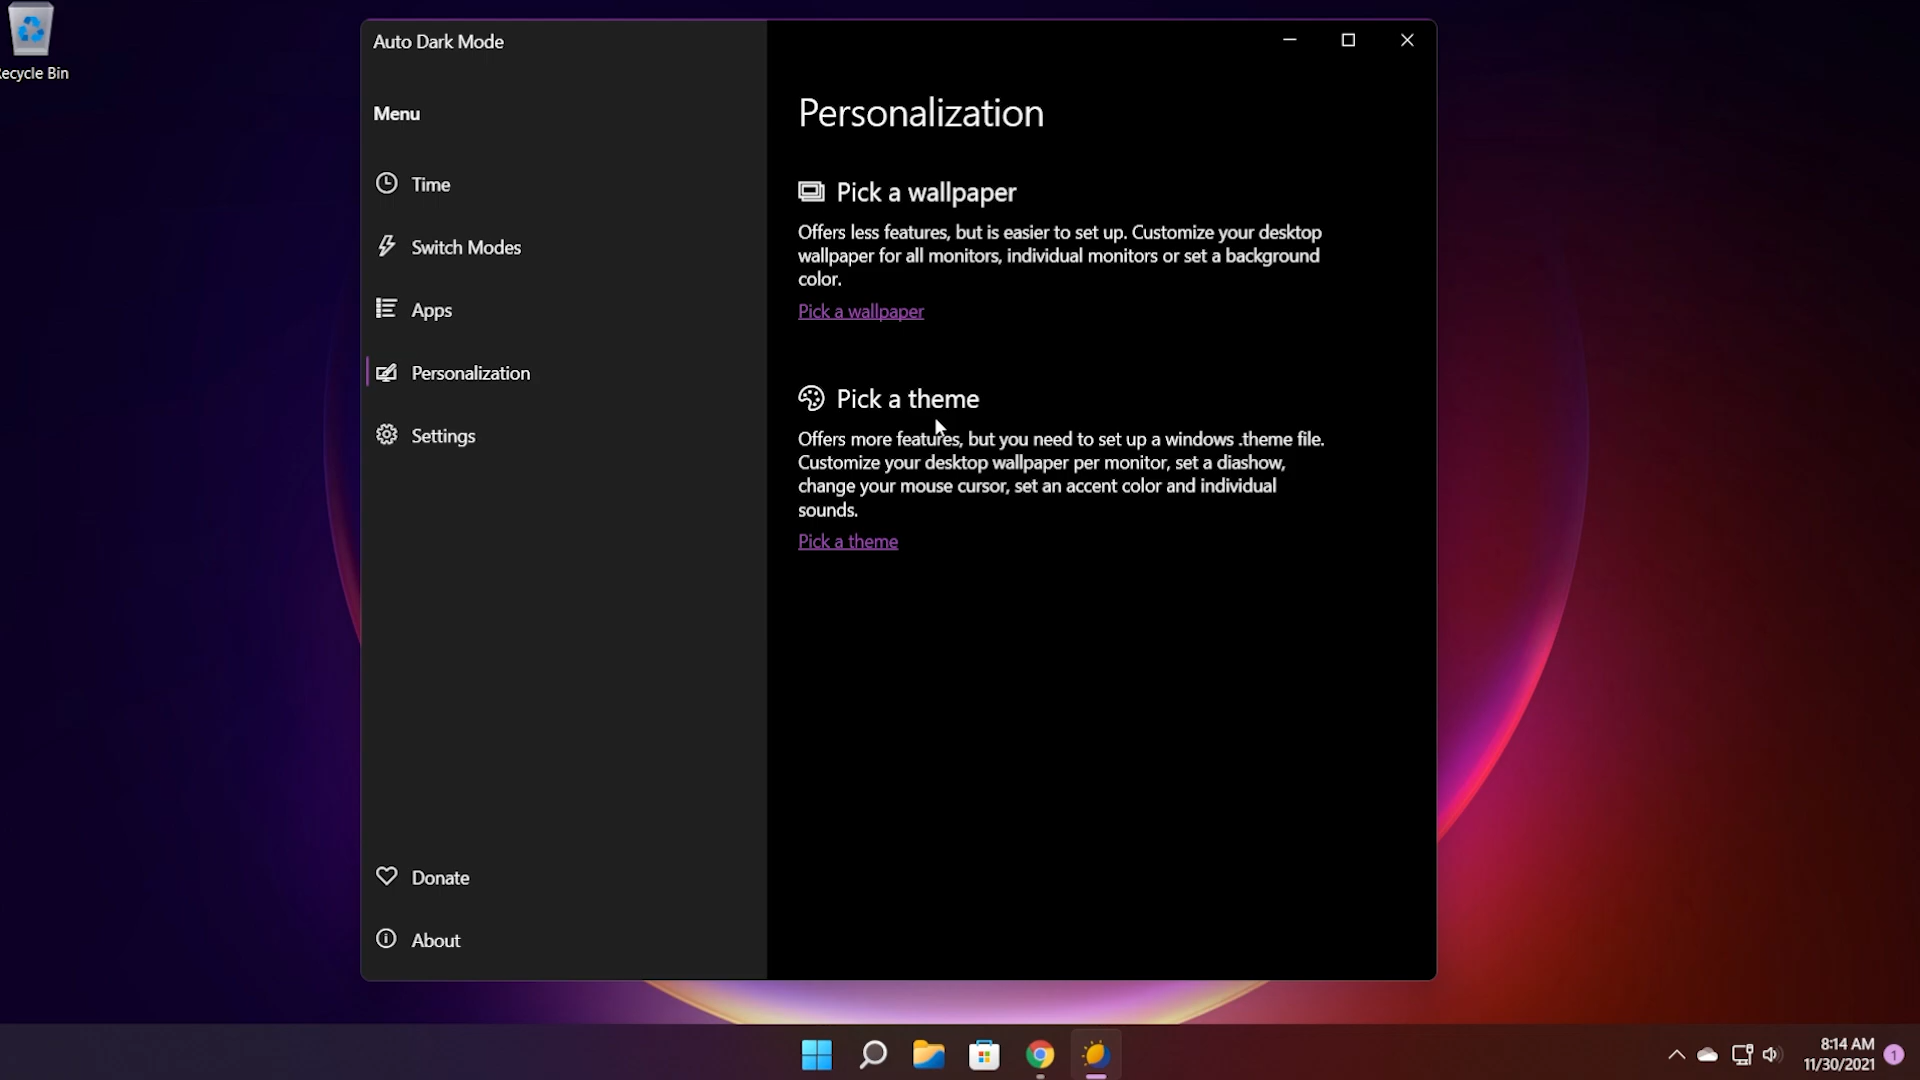 Recycle Bin
Auto Dark Mode
Menu
Time
Switch Modes
Apps
Personalization
Settings
Donate
About
Personalization
Pick a wallpaper
Offers less features, but is easier to set up. Customize your desktop
wallpaper for all monitors, individual monitors or set a background
color.
Pick a wallpaper
Pick a theme
Offers more features, but you need to set up a windows .theme file.
Customize your desktop wallpaper per monitor, set a diashow,
change your mouse cursor, set an accent color and individual
sounds.
Pick a theme
8:14 AM
11/30/2021
1